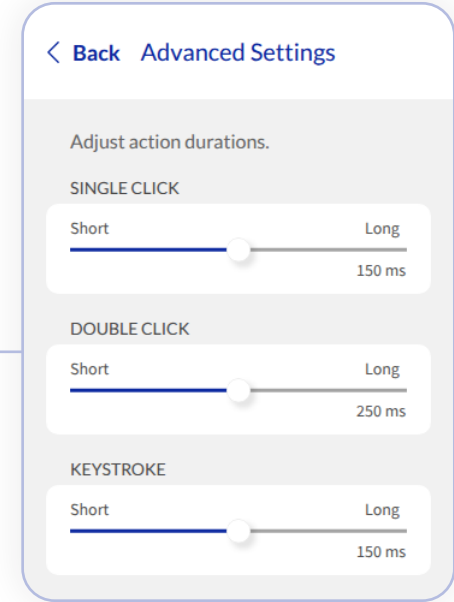 Back Advanced Settings
Adjust action durations.
SINGLE CLICK
Short Long
150 ms
DOUBLE CLICK
Short Long
250 ms
KEYSTROKE
Short Long
150 ms